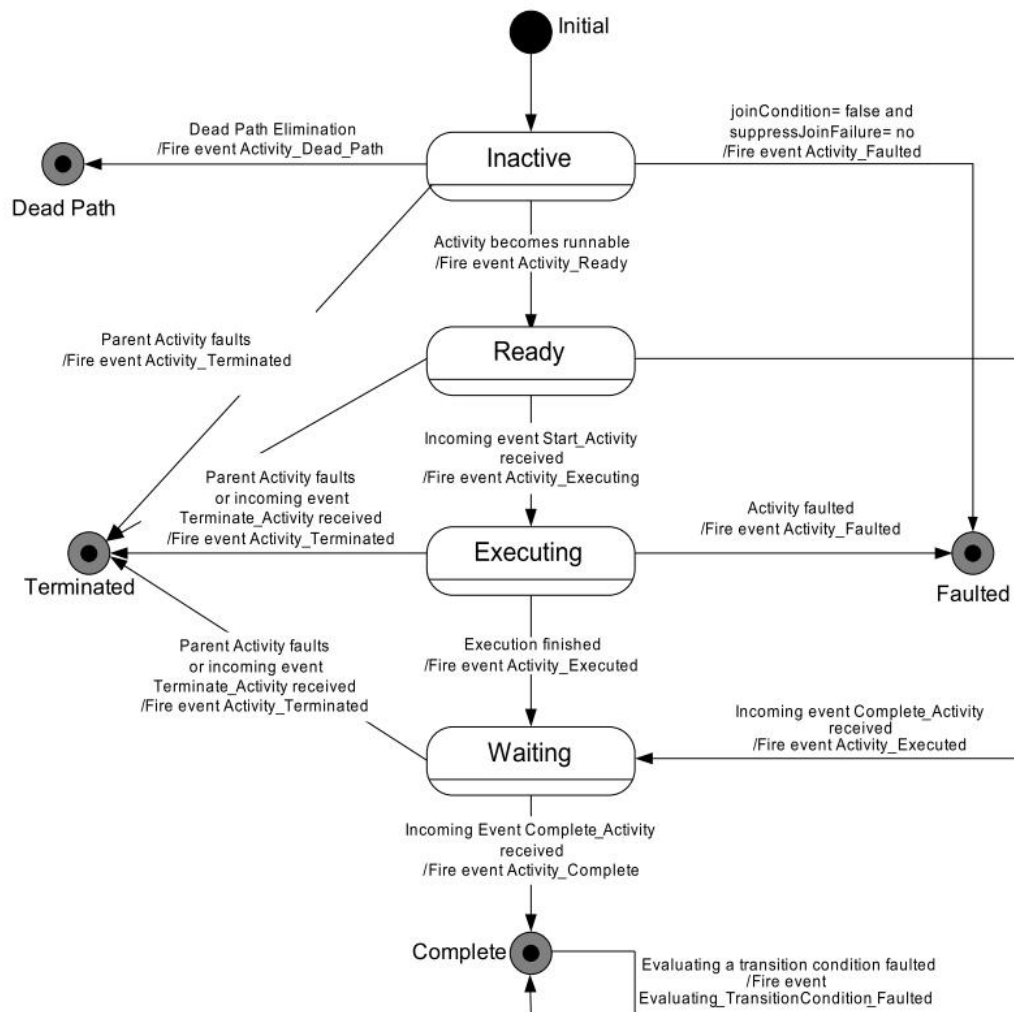 Initial
Dead Path Elimination
/Fire event Activity_Dead_Path
joinCondition= false and
suppressJoinFailure= no
/Fire event Activity_Faulted
Inactive
Dead Path
Activity becomes runnable
/Fire event Activity_Ready
Parent Activity faults
/Fire event Activity_Terminated
Ready
Incoming event Start_Activity
received
/Fire event Activity_Executing
Parent Activity faults
or incoming event
Terminate_Activity received
/Fire event Activity_Terminated
Activity faulted
/Fire event Activity_Faulted
Executing
Terminated
Faulted
Parent Activity faults
or incoming event
Terminate_Activity received
/Fire event Activity_Terminated
Execution finished
/Fire event Activity_Executed
Incoming event Complete_Activity
received
/Fire event Activity_Executed
Waiting
Incoming Event Complete_Activity
received
/Fire event Activity_Complete
Complete
Evaluating a transition condition faulted
/Fire event
Evaluating_TransitionCondition_Faulted